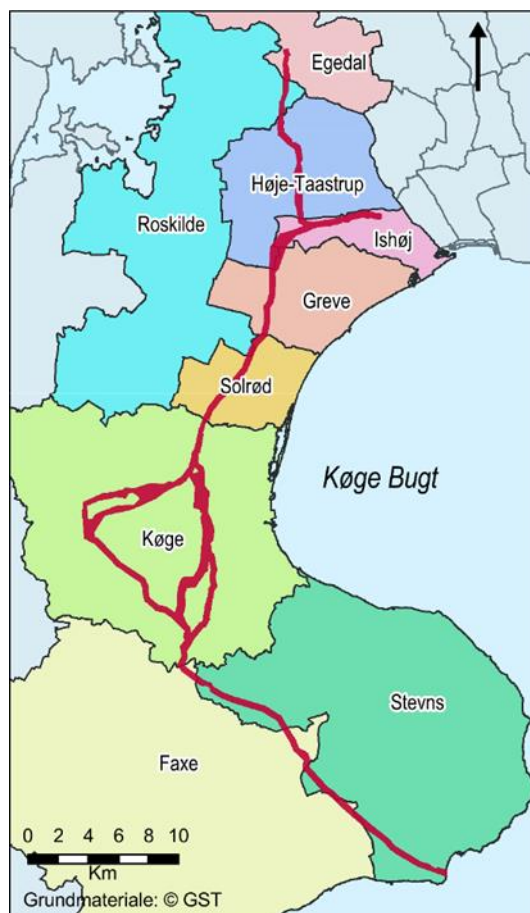 Egedal
Høje-Taastrup
Roskilde
Ishøj
Greve
Solrød
Køge Bugt
Køge
Stevns
Faxe
0 2 4 6 8 10
Km
Grundmateriale: © GST